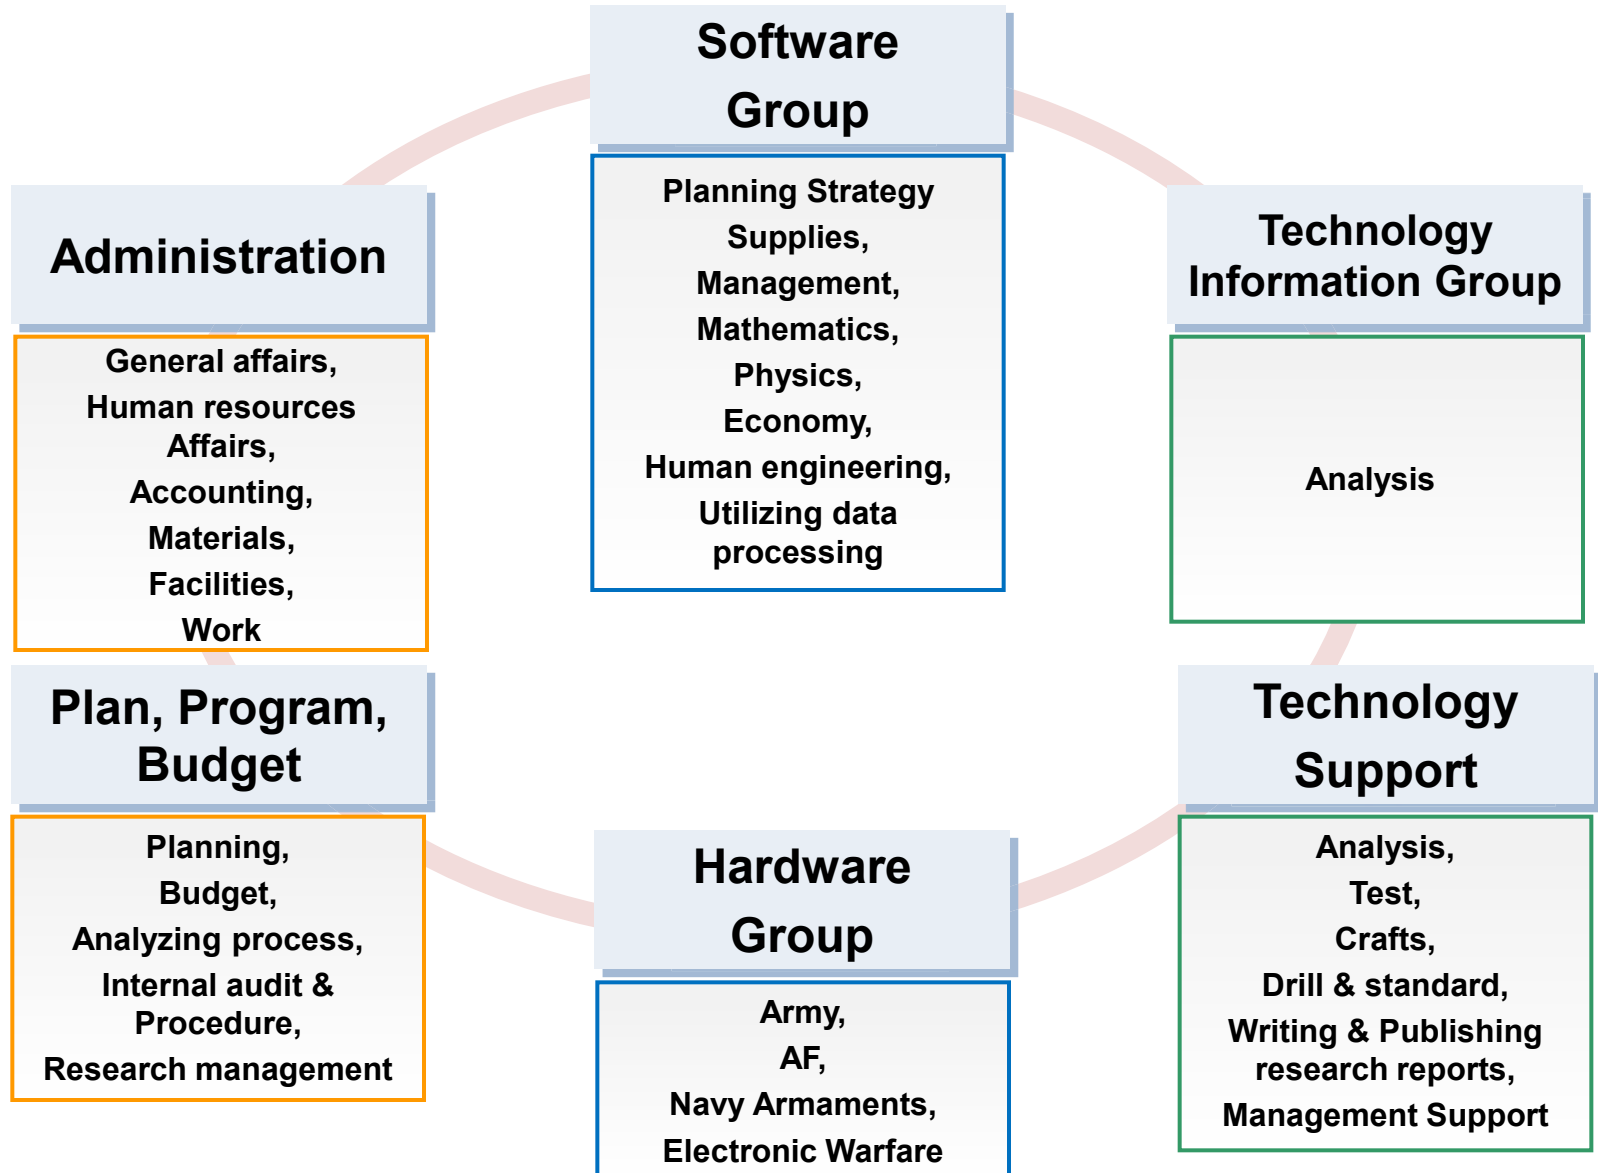 Software
Group
Planning Strategy
Supplies,
Management,
Mathematics,
Physics,
Economy,
Human engineering,
Utilizing data
processing
Administration
General affairs,
Human resources
Affairs,
Accounting,
Materials,
Facilities,
Work
Technology
Information Group
Analysis
Plan, Program,
Budget
Planning,
Budget,
Analyzing process,
Internal audit &
Procedure,
Research management
Hardware
Group
Army,
AF,
Navy Armaments,
Electronic Warfare
Technology
Support
Analysis,
Test,
Crafts,
Drill & standard,
Writing & Publishing
research reports,
Management Support